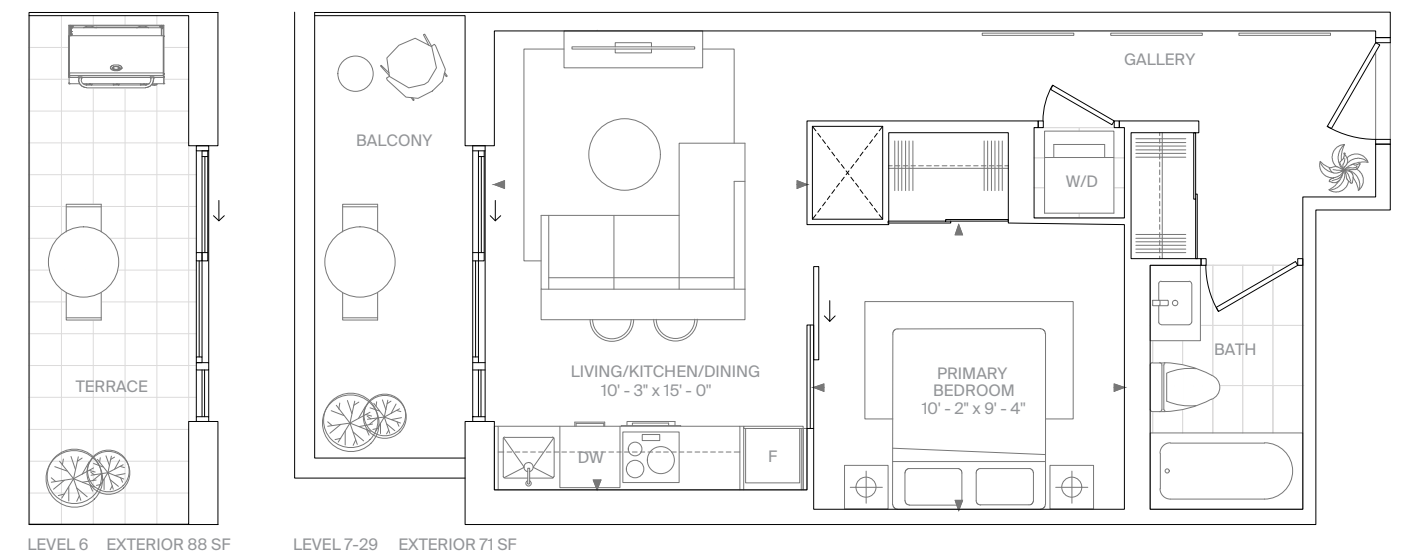 GALLERY
BALCONY
W/D
TERRACE
LIVING/KITCHEN/DINING
10' - 3" x 15' - 0"
PRIMARY
BEDROOM
10' - 2" x 9' - 4"
BATH
DW
F
LEVEL 6 EXTERIOR 88 SF
LEVEL 7-29 EXTERIOR 71 SF